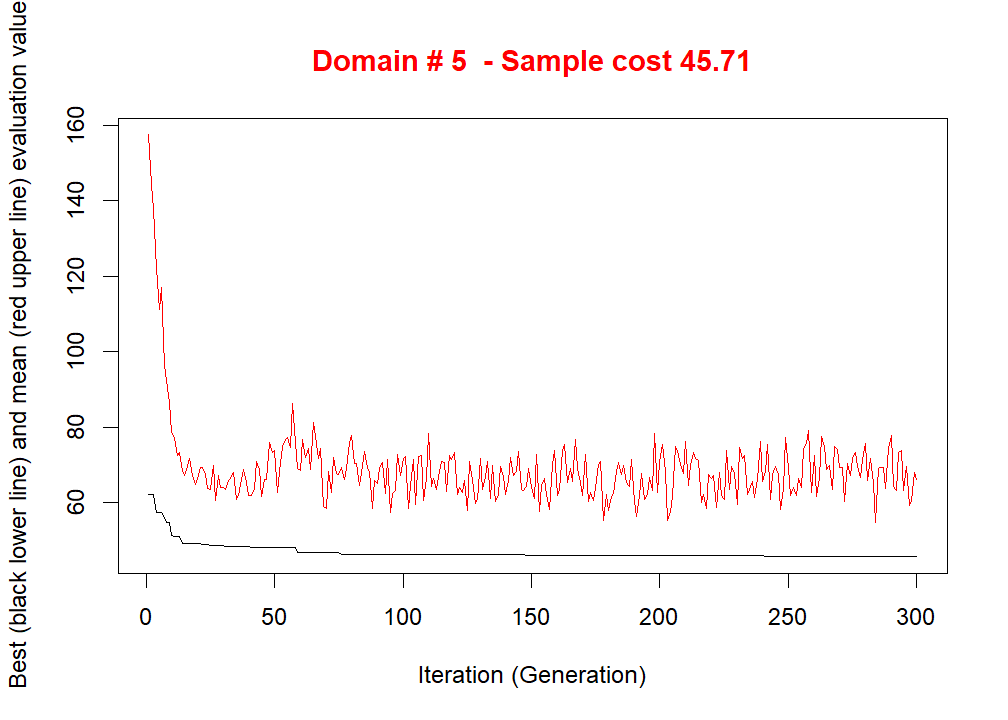 Domain # 5  - Sample cost 45.71
Best (black lower line) and mean (red upper line) evaluation value
160
140
120
100
80
60
0 50 100 150 200 250 300
Iteration (Generation)